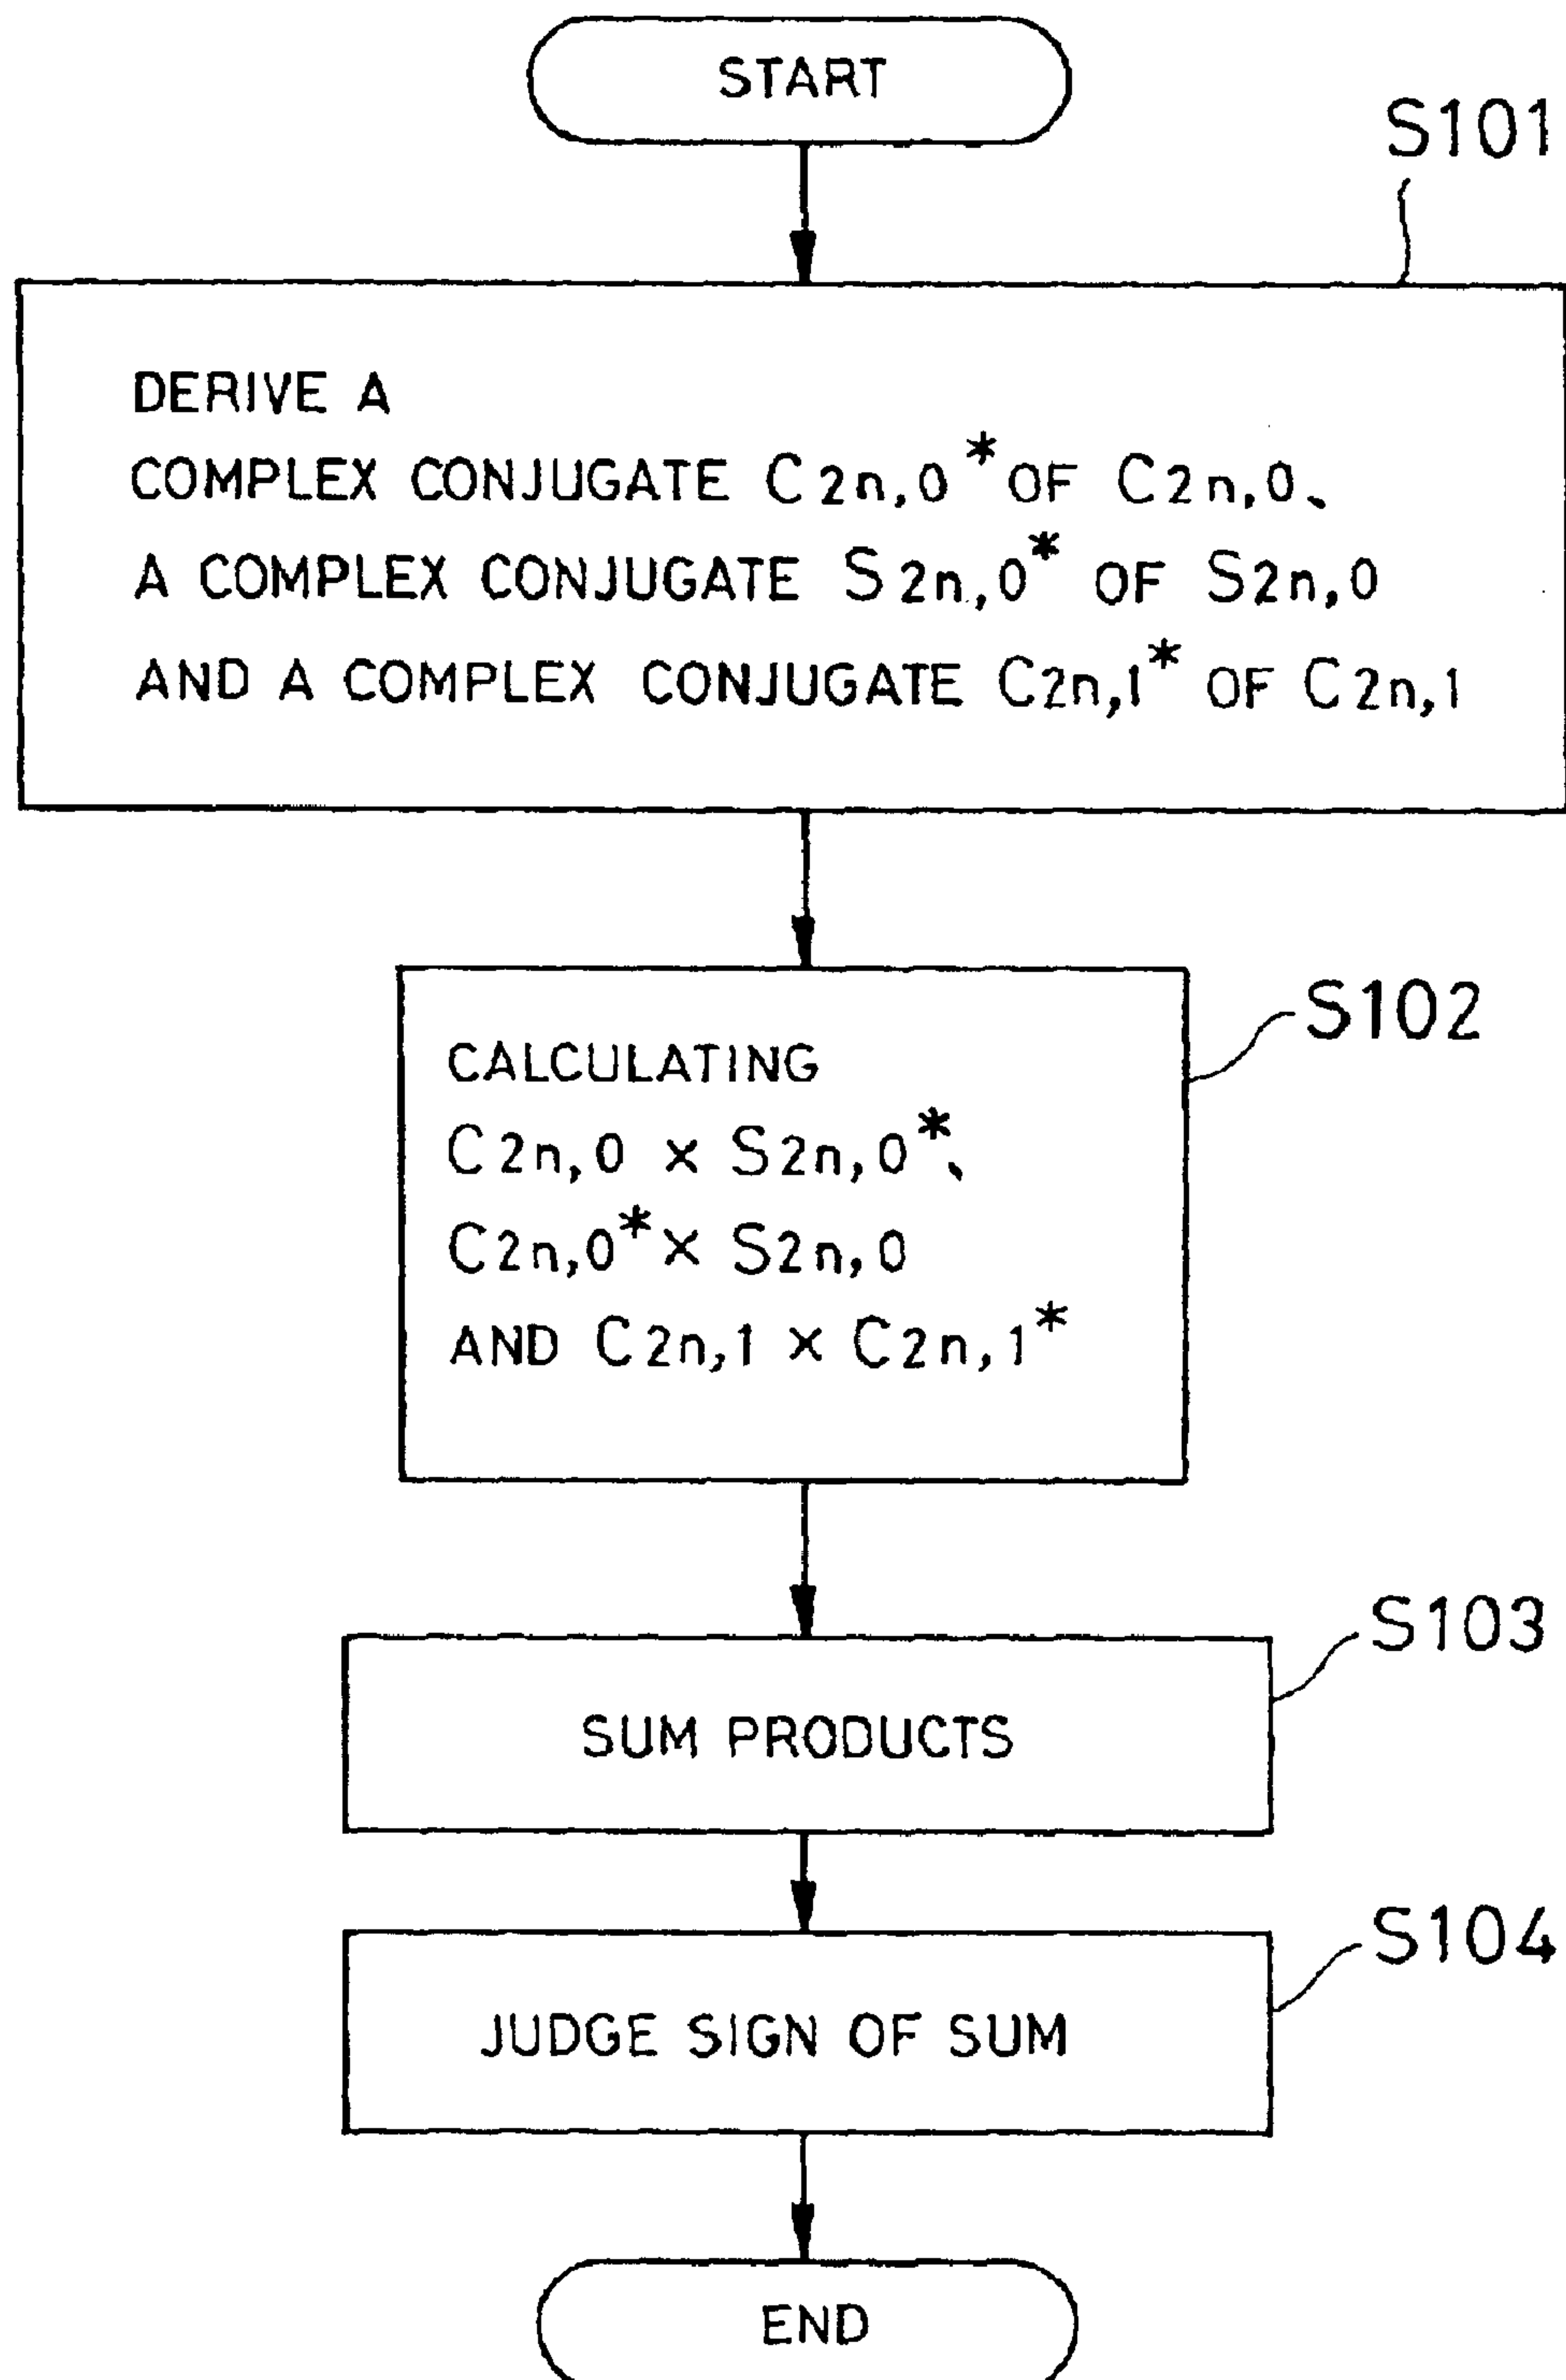 START
S101
DERIVE A
COMPLEX CONJUGATE C2n,0* OF C2n,0、
A COMPLEX CONJUGATE S2n,0* OF S2n,0
AND A COMPLEX CONJUGATE C2n,1* OF C2n,1
S102
CALCULATING
C2n,0 × S2n,0*、
C2n,0* × S2n,0
AND C2n,1 × C2n,1*
S103
SUM PRODUCTS
S104
JUDGE SIGN OF SUM
END